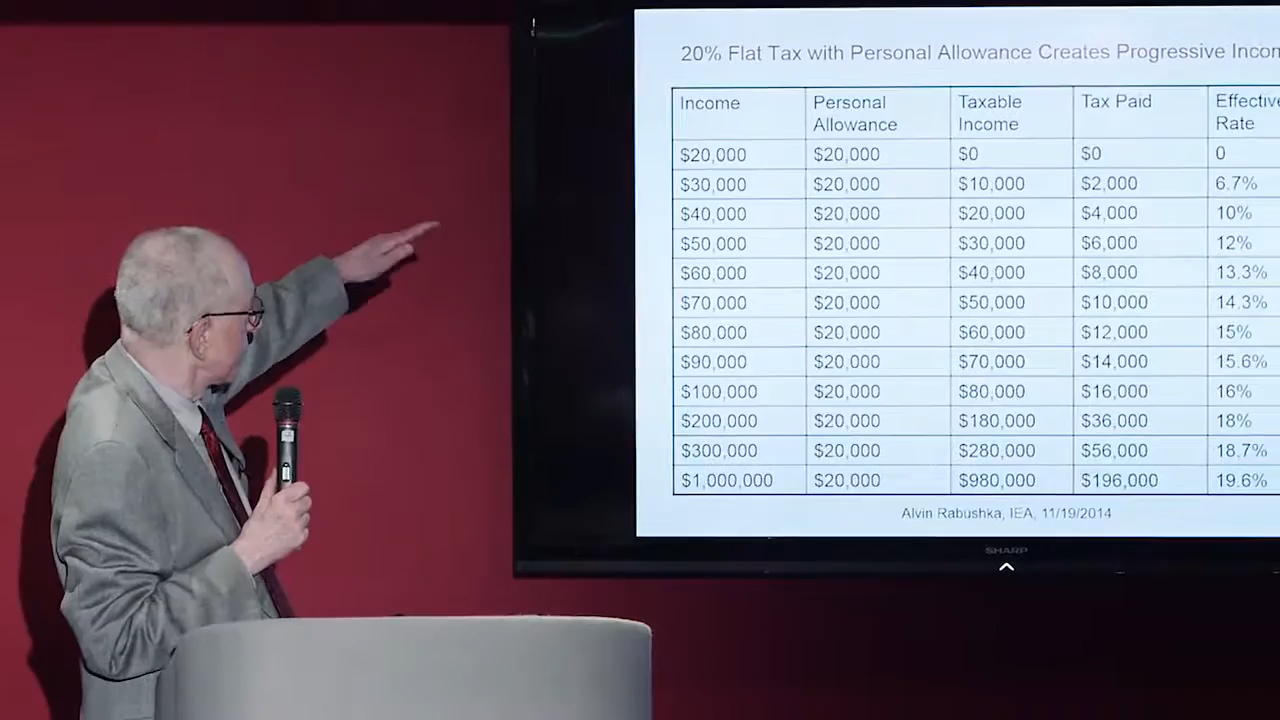 20% Flat Tax with Personal Allowance Creates Progressive
Income Personal Allowance Taxable Income Tax Paid Effective Rate
$20,000 $20,000 $0 $0 0
$30,000 $20,000 $10,000 $2,000 6.7%
$40,000 $20,000 $20,000 $4,000 10%
$50,000 $20,000 $30,000 $6,000 12%
$60,000 $20,000 $40,000 $8,000 13.3%
$70,000 $20,000 $50,000 $10,000 14.3%
$80,000 $20,000 $60,000 $12,000 15%
$90,000 $20,000 $70,000 $14,000 15.6%
$100,000 $20,000 $80,000 $16,000 16%
$200,000 $20,000 $180,000 $36,000 18%
$300,000 $20,000 $280,000 $56,000 18.7%
$1,000,000 $20,000 $980,000 $196,000 19.6%
Alvin Rabushka, IEA, 11/19/2014
SHARP